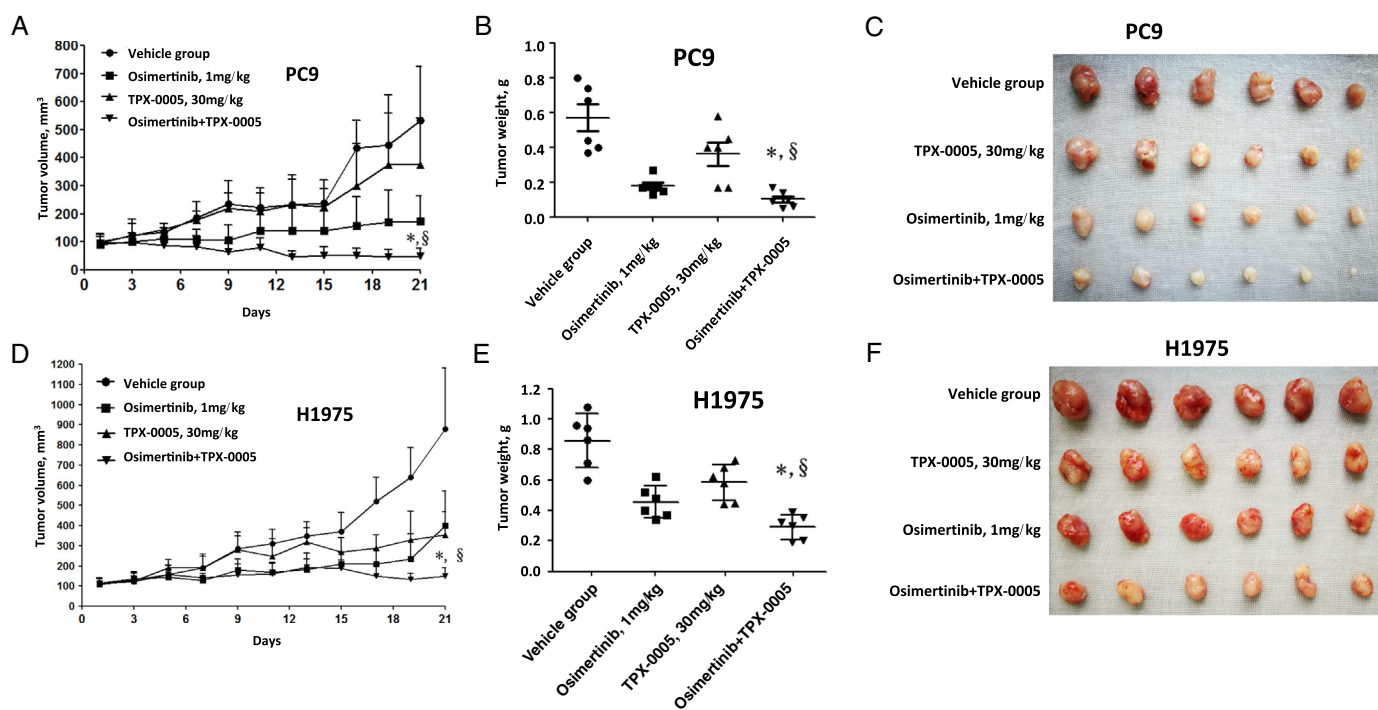 A
Tumor volume, mm³
800
700
600
500
400
300
200
100
0
Vehicle group
Osimertinib, 1mg/kg
TPX-0005, 30mg/kg
Osimertinib+TPX-0005
PC9
*,§
0 3 6 9 12 15 18 21
Days
B
Tumor weight, g
1.0
0.8
0.6
0.4
0.2
0.0
PC9
*, §
Vehicle group
Osimertinib, 1mg/kg
TPX-0005, 30mg/kg
Osimertinib+TPX-0005
C
PC9
Vehicle group
TPX-0005, 30mg/kg
Osimertinib, 1mg/kg
Osimertinib+TPX-0005
D
Tumor volume, mm³
1200
1100
1000
900
800
700
600
500
400
300
200
100
0
Vehicle group
Osimertinib, 1mg/kg
TPX-0005, 30mg/kg
Osimertinib+TPX-0005
H1975
*, §
0 3 6 9 12 15 18 21
Days
E
Tumor weight, g
1.2
1.0
0.8
0.6
0.4
0.2
0.0
H1975
*, §
Vehicle group
Osimertinib, 1mg/kg
TPX-0005, 30mg/kg
Osimertinib+TPX-0005
F
H1975
Vehicle group
TPX-0005, 30mg/kg
Osimertinib, 1mg/kg
Osimertinib+TPX-0005